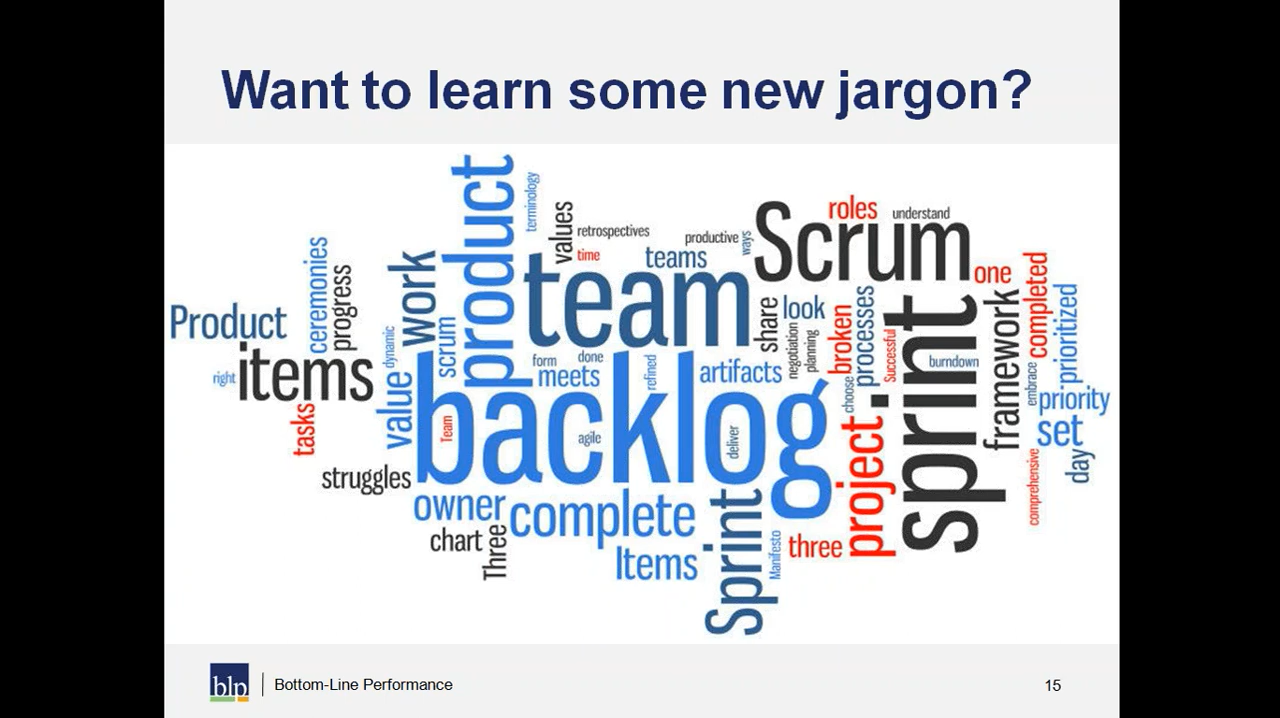 Want to learn some new jargon?
product
terminology
values
retrospectives
time
productive
ways
teams
team
Scrum
roles
understand
one
completed
ceremonies
progress
work
scrum
Product
items
right
dynamic
value
tasks
form
done
meets
refined
artifacts
share
look
negotiation
planning
broken
processes
Successful
choose
sprint
burndown
framework
embrace
prioritized
priority
set
day
comprehensive
backlog
Team
agile
deliver
project
struggles
owner
complete
chart
Three
Items
Sprint
Manifesto
three
blp
Bottom-Line Performance
15